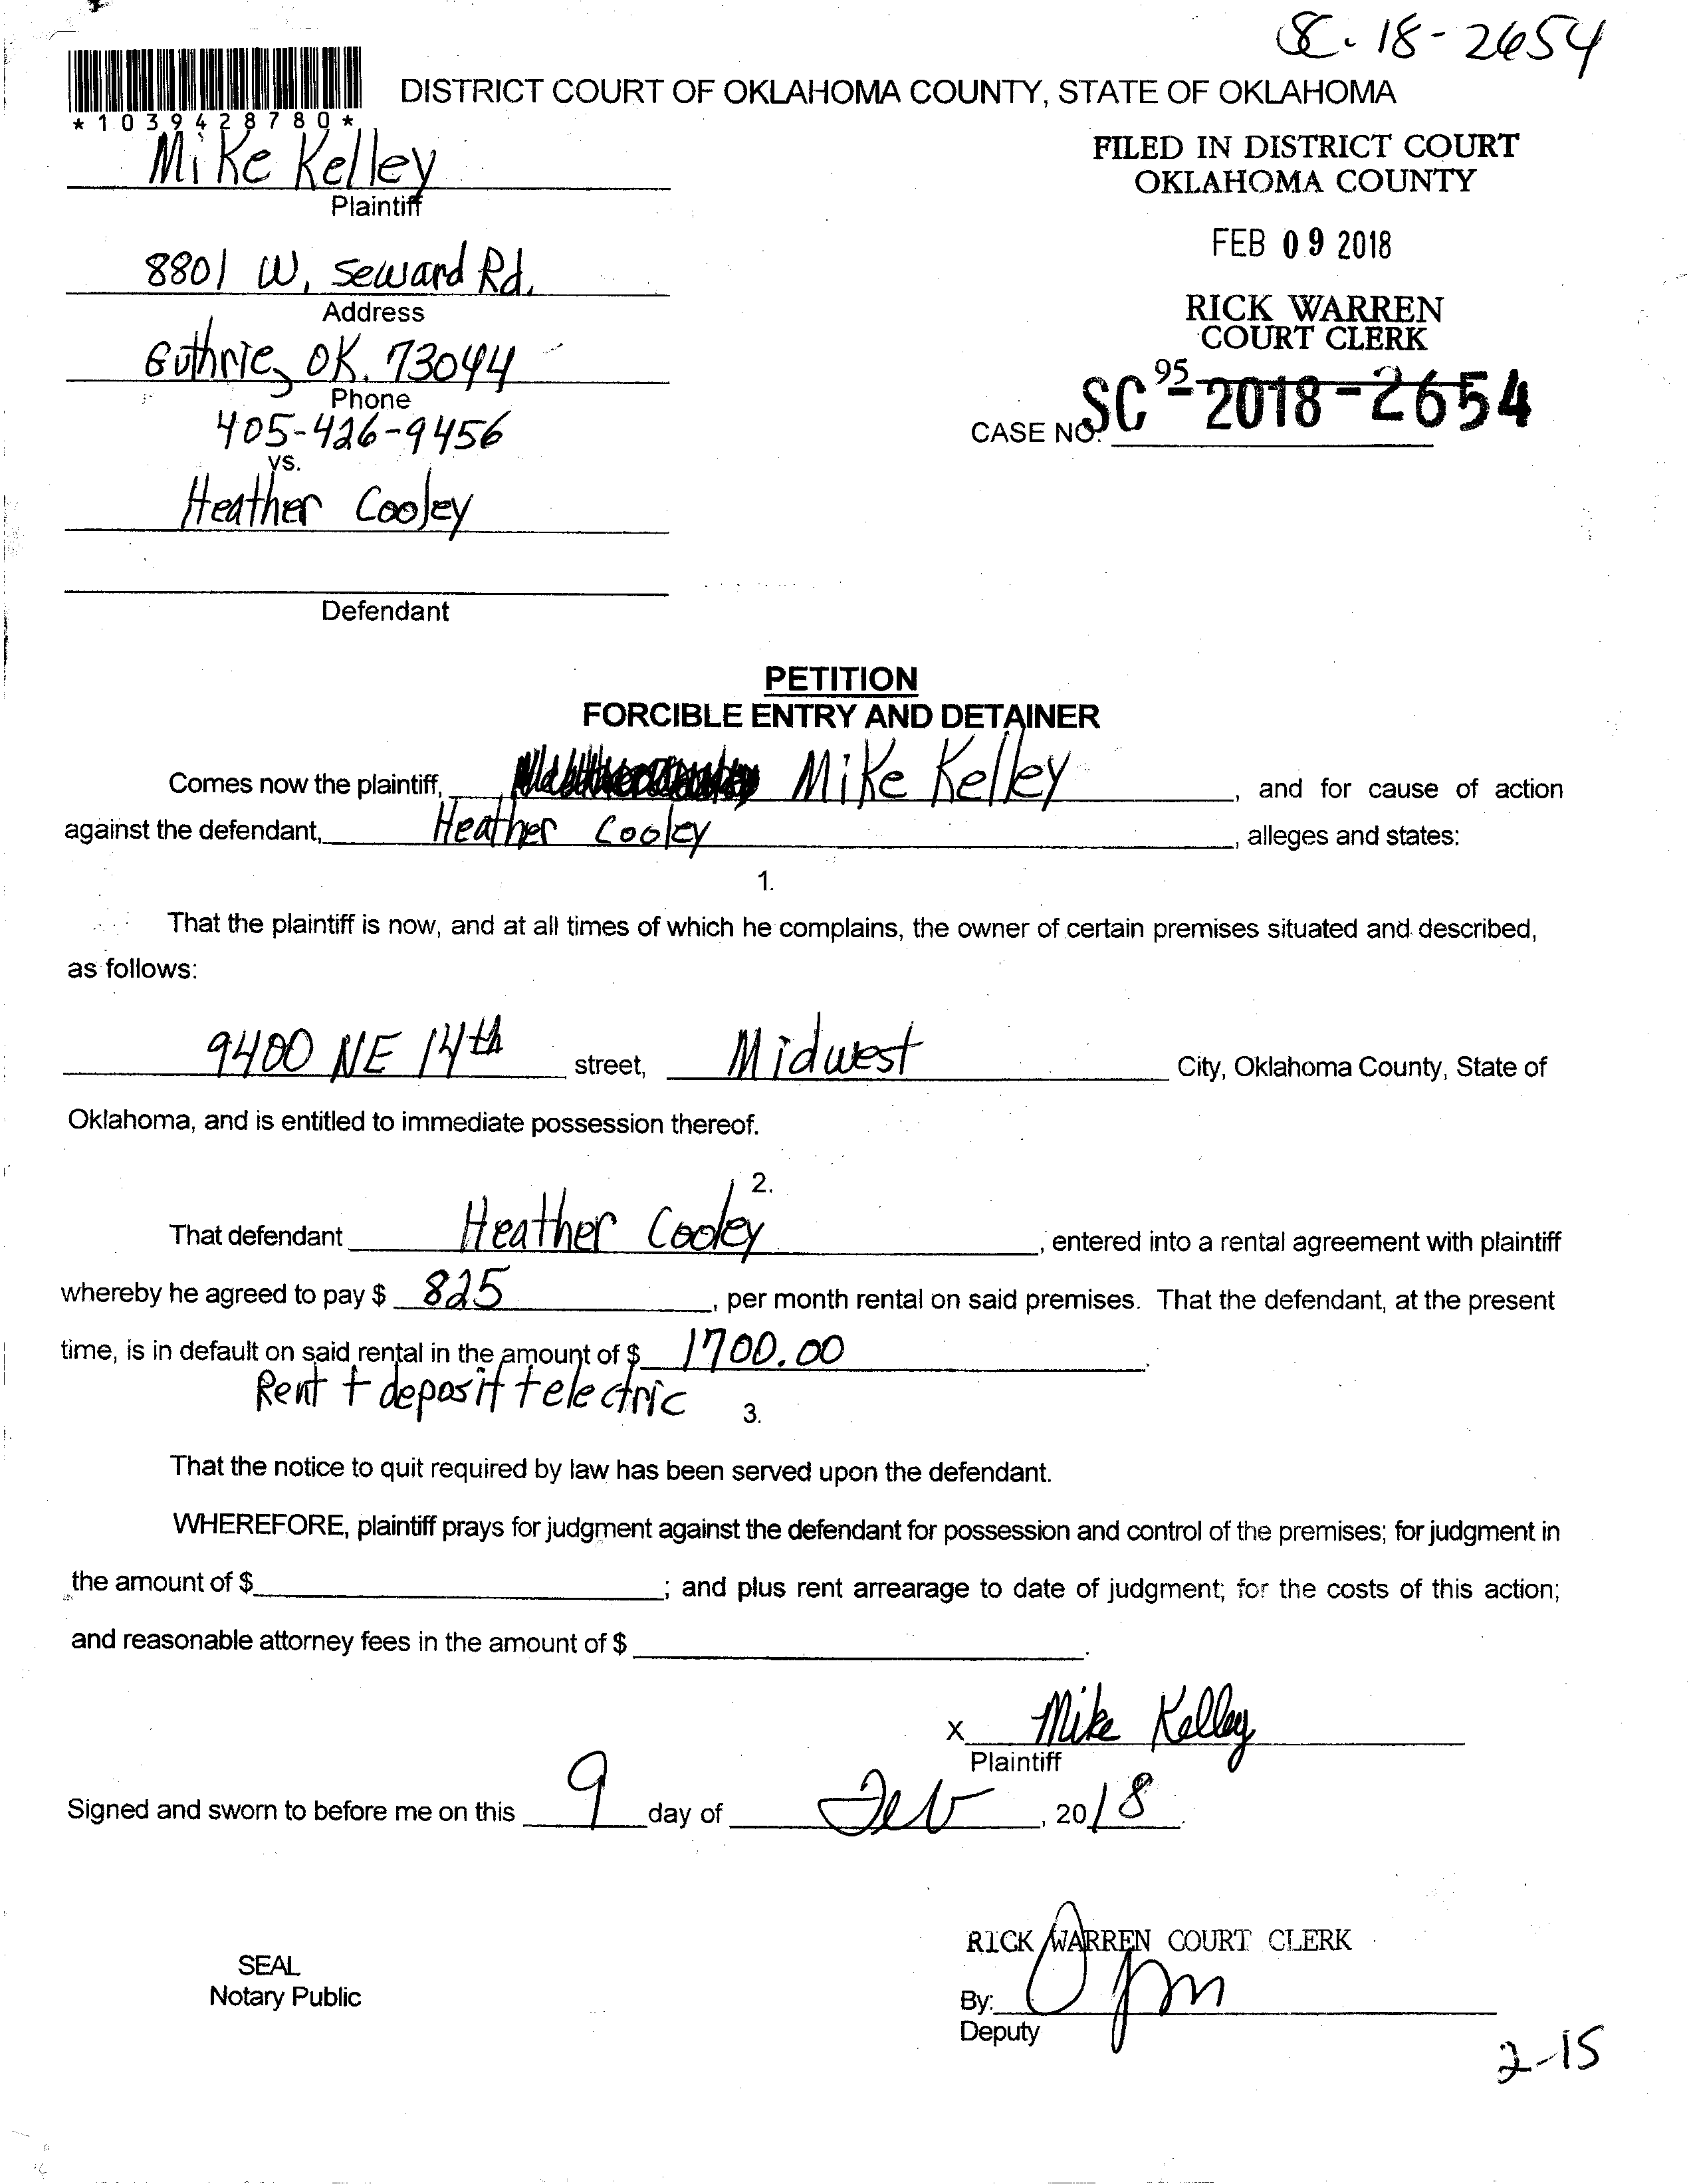 SC-18-2654
*1039428780*
DISTRICT COURT OF OKLAHOMA COUNTY, STATE OF OKLAHOMA
Mike Kelley
Plaintiff
FILED IN DISTRICT COURT
OKLAHOMA COUNTY
FEB 09 2018
RICK WARREN
COURT CLERK
95
8801 W. Seward Rd.
Address
Guthrie, OK. 73044
Phone
405-426-9456
CASE NO. SC-2018-2654
vs.
Heather Cooley
Defendant
PETITION
FORCIBLE ENTRY AND DETAINER
Comes now the plaintiff, Mike Kelley, and for cause of action
against the defendant, Heather Cooley, alleges and states:
1.
That the plaintiff is now, and at all times of which he complains, the owner of certain premises situated and described,
as follows:
9400 NE 14th street, Midwest City, Oklahoma County, State of
Oklahoma, and is entitled to immediate possession thereof.
2.
That defendant Heather Cooley, entered into a rental agreement with plaintiff
whereby he agreed to pay $ 825, per month rental on said premises. That the defendant, at the present
time, is in default on said rental in the amount of $ 1700.00.
Rent + deposit + electric
3.
That the notice to quit required by law has been served upon the defendant.
WHEREFORE, plaintiff prays for judgment against the defendant for possession and control of the premises; for judgment in
the amount of $; and plus rent arrearage to date of judgment; for the costs of this action;
and reasonable attorney fees in the amount of $.
x Mike Kelley
Plaintiff
Signed and sworn to before me on this 9 day of Feb, 2018.
RICK WARREN COURT CLERK
SEAL
Notary Public
By:
Deputy
2-15